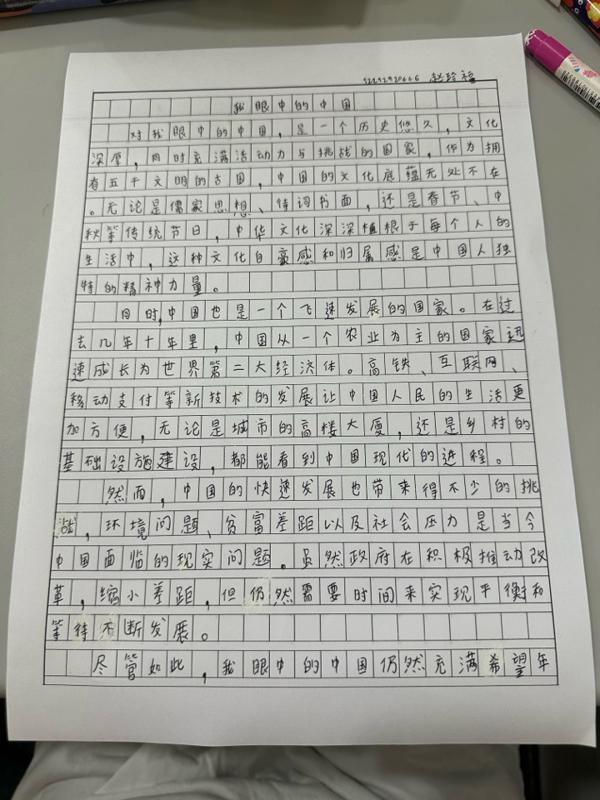 922929206​66 赵玲福
我眼中的中国
对我眼中的中国，是一个历史悠久，文化
深厚，同时充满活动力与挑战的国家，作为拥
有五千文明的古国，中国的文化底蕴无处不在
。无论是儒家思想、诗词书面，还是春节、中
秋等传统节日，中华文化深深植根于每个人的
生活中，这种文化自豪感和归属感是中国人独
特的精神力量。
同时，中国也是一个飞速发展的国家。在过
去几年十年里，中国从一个农业为主的国家迅
速成长为世界第二大经济体。高铁、互联网、
移动支付等新技术的发展让中国人民的生活更
加方便，无论是城市的高楼大厦，还是乡村的
基础设施建设，都能看到中国现代的进程。
然而，中国的快速发展也带来得不少的挑
战，环境问题、贫富差距以及社会压力是当今
中国面临的现实问题。虽然政府在积极推动改
革，缩小差距，但仍然需要时间来实现平衡和
等待不断发展。
尽管如此，我眼中的中国仍然充满希望年